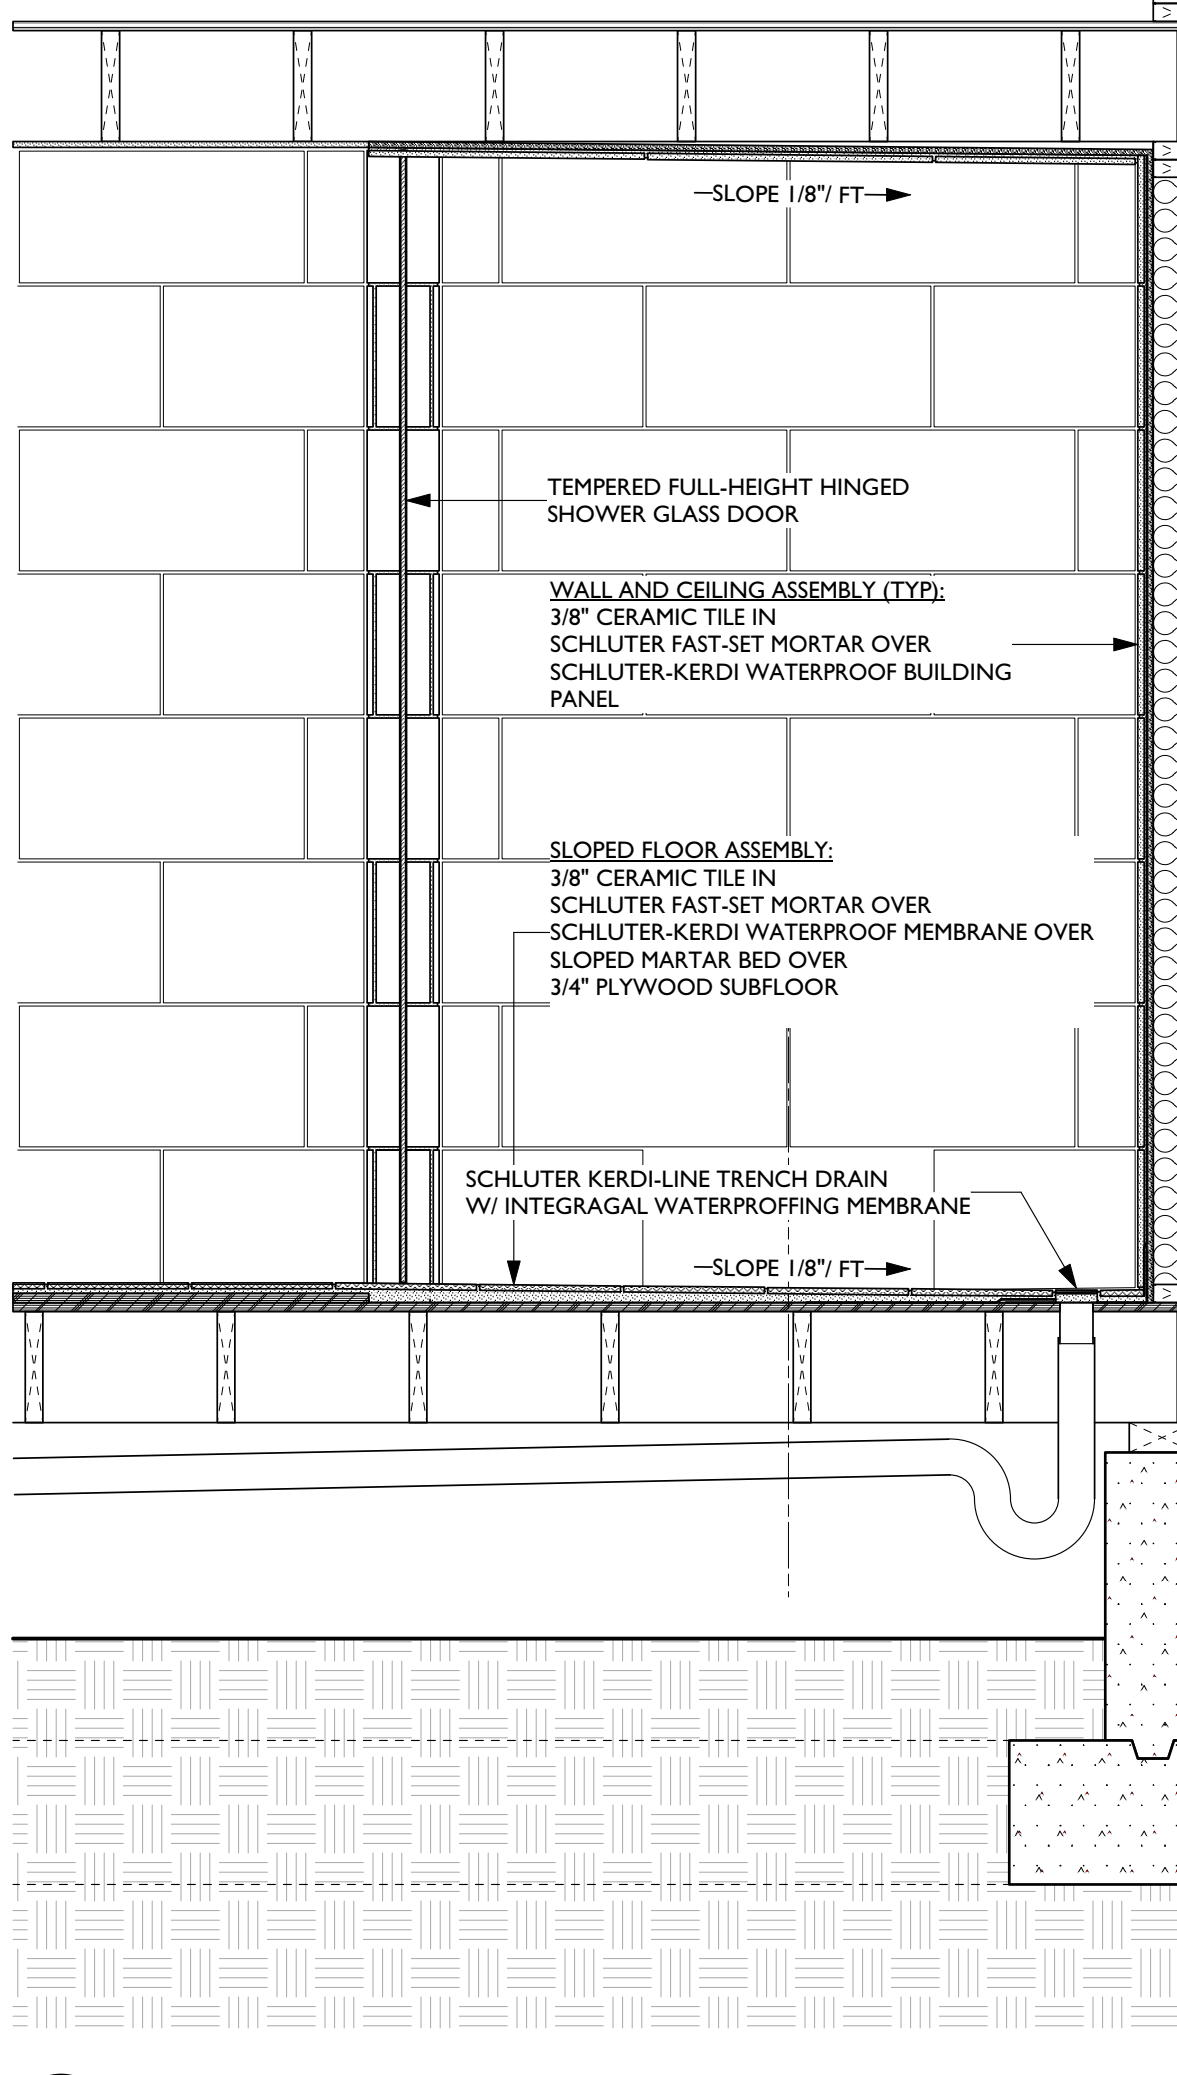 SLOPE 1/8"/ FT
TEMPERED FULL-HEIGHT HINGED
SHOWER GLASS DOOR
WALL AND CEILING ASSEMBLY (TYP):
3/8" CERAMIC TILE IN
SCHLUTER FAST-SET MORTAR OVER
SCHLUTER-KERDI WATERPROOF BUILDING
PANEL
SLOPED FLOOR ASSEMBLY:
3/8" CERAMIC TILE IN
SCHLUTER FAST-SET MORTAR OVER
SCHLUTER-KERDI WATERPROOF MEMBRANE OVER
SLOPED MARTAR BED OVER
3/4" PLYWOOD SUBFLOOR
SCHLUTER KERDI-LINE TRENCH DRAIN
W/ INTEGRAGAL WATERPROFFING MEMBRANE
SLOPE 1/8"/ FT